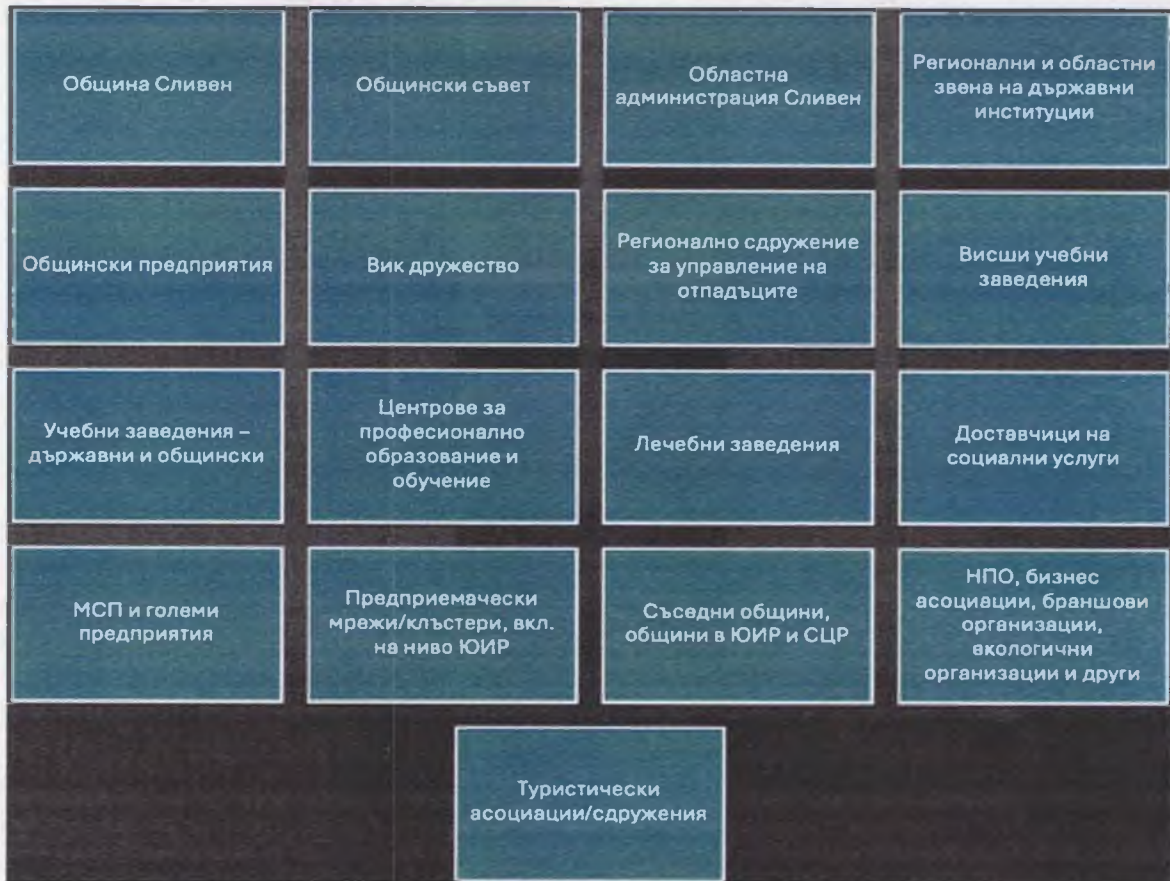 Община Сливен
Общински съвет
Областна
администрация Сливен
Регионални и областни
звена на държавни
институции
Общински предприятия
Вик дружество
Регионално сдружение
за управление на
отпадъците
Висши учебни
заведения
Учебни заведения –
държавни и общински
Центрове за
професионално
образование и
обучение
Лечебни заведения
Доставчици на
социални услуги
МСП и големи
предприятия
Предприемачески
мрежи/клъстери, вкл.
на ниво ЮИР
Съседни общини,
общини в ЮИР и СЦР
НПО, бизнес
асоциации, браншови
организации,
екологични
организации и други
Туристически
асоциации/сдружения